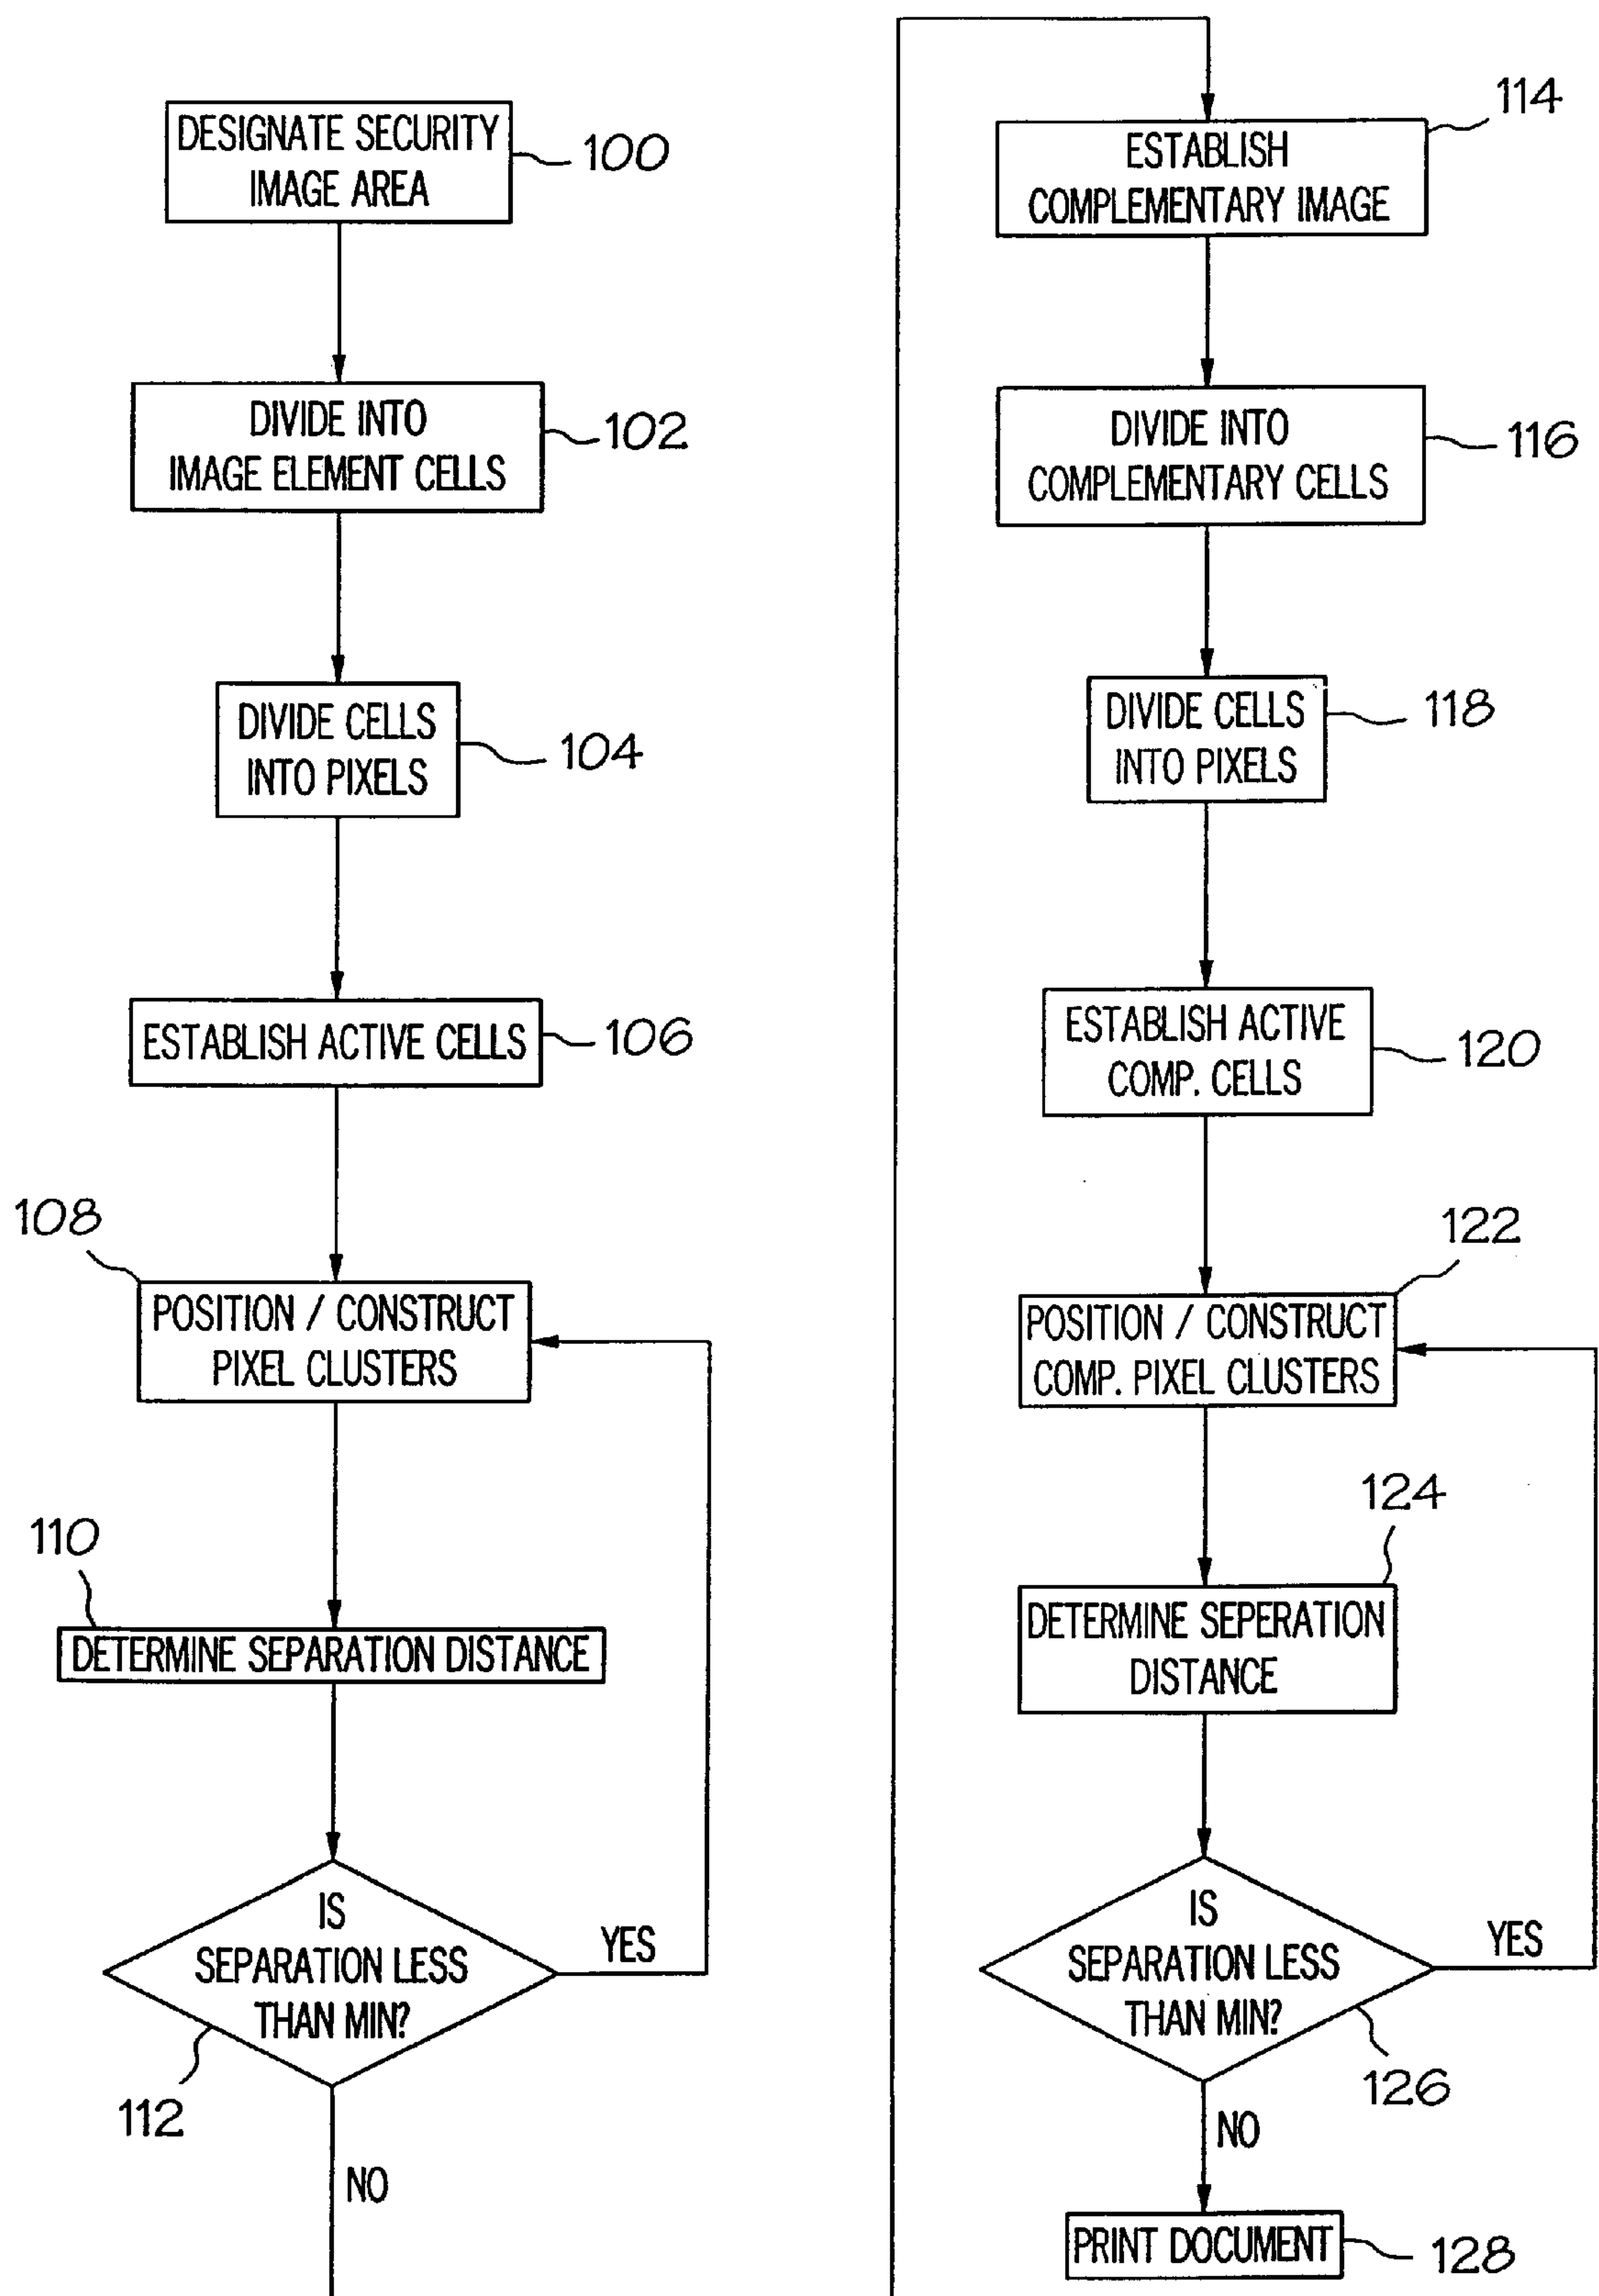 DESIGNATE SECURITY
IMAGE AREA
100
DIVIDE INTO
IMAGE ELEMENT CELLS
102
DIVIDE CELLS
INTO PIXELS
104
ESTABLISH ACTIVE CELLS
106
108
POSITION / CONSTRUCT
PIXEL CLUSTERS
110
DETERMINE SEPARATION DISTANCE
IS
SEPARATION LESS
THAN MIN?
YES
112
NO
114
ESTABLISH
COMPLEMENTARY IMAGE
DIVIDE INTO
COMPLEMENTARY CELLS
116
DIVIDE CELLS
INTO PIXELS
118
ESTABLISH ACTIVE
COMP. CELLS
120
122
POSITION / CONSTRUCT
COMP. PIXEL CLUSTERS
124
DETERMINE SEPERATION
DISTANCE
IS
SEPARATION LESS
THAN MIN?
YES
126
NO
PRINT DOCUMENT
128